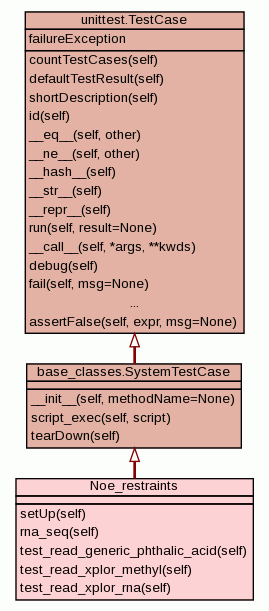 unittest.TestCase
failureException
countTestCases(self)
defaultTestResult(self)
shortDescription(self)
id(self)
__eq__(self, other)
__ne__(self, other)
__hash__(self)
__str__(self)
__repr__(self)
run(self, result=None)
__call__(self, *args, **kwds)
debug(self)
fail(self, msg=None)
...
assertFalse(self, expr, msg=None)
base_classes.SystemTestCase
__init__(self, methodName=None)
script_exec(self, script)
tearDown(self)
Noe_restraints
setUp(self)
rna_seq(self)
test_read_generic_phthalic_acid(self)
test_read_xplor_methyl(self)
test_read_xplor_rna(self)